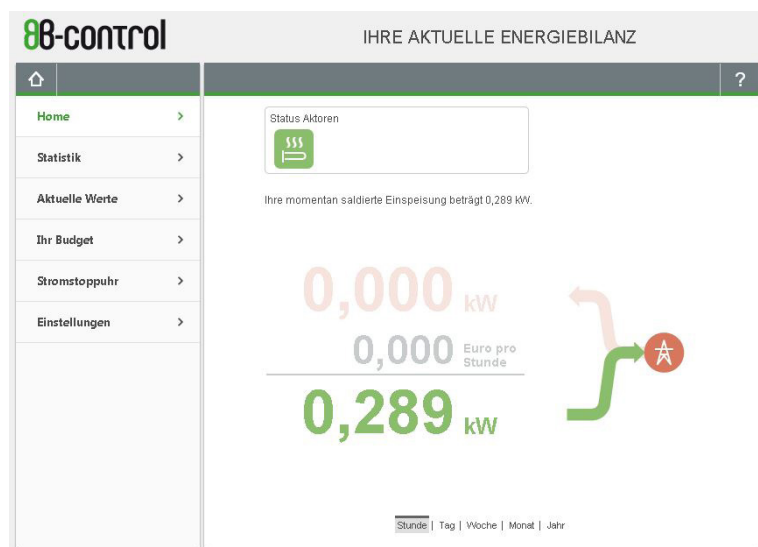 BB-control
IHRE AKTUELLE ENERGIEBILANZ
?
Home
Statistik
Aktuelle Werte
Ihr Budget
Stromstoppuhr
Einstellungen
Status Aktoren
Ihre momentan saldierte Einspeisung beträgt 0,289 kW.
0,000 kW
0,000 Euro pro
Stunde
0,289 kW
Stunde | Tag | Woche | Monat | Jahr